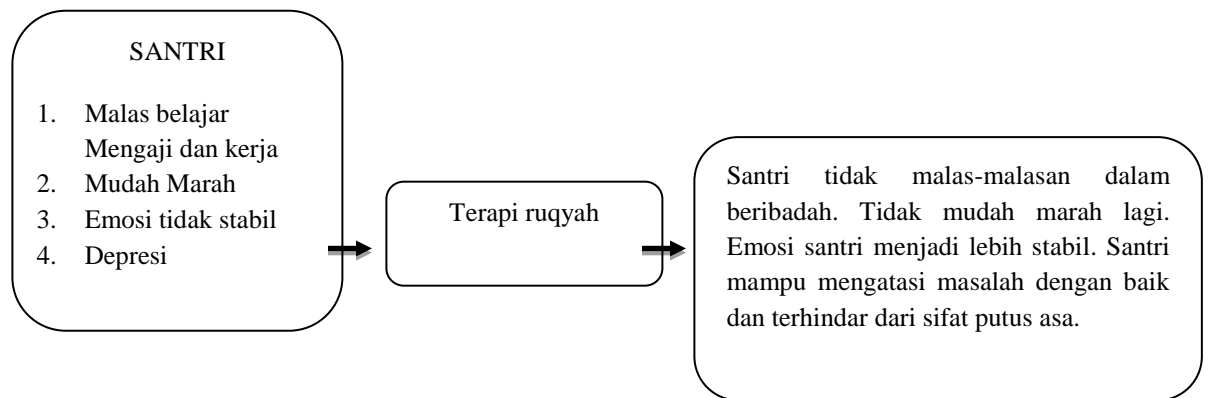 SANTRI
1. Malas belajar
Mengaji dan kerja
2. Mudah Marah
3. Emosi tidak stabil
4. Depresi
Terapi ruqyah
Santri tidak malas-malasan dalam
beribadah. Tidak mudah marah lagi.
Emosi santri menjadi lebih stabil. Santri
mampu mengatasi masalah dengan baik
dan terhindar dari sifat putus asa.